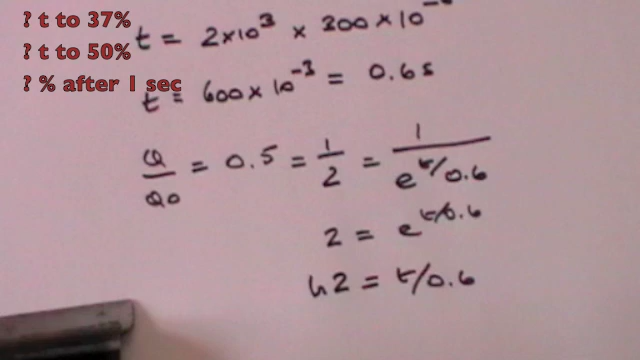 ? t to 37%
? t to 50%
? % after 1 sec
t = 2×10³ × 300×10⁻
t = 600×10⁻³ = 0.6s
Q/Q0 = 0.5 = 1/2 = 1/e^t/0.6
2 = e^t/0.6
ln2 = t/0.6